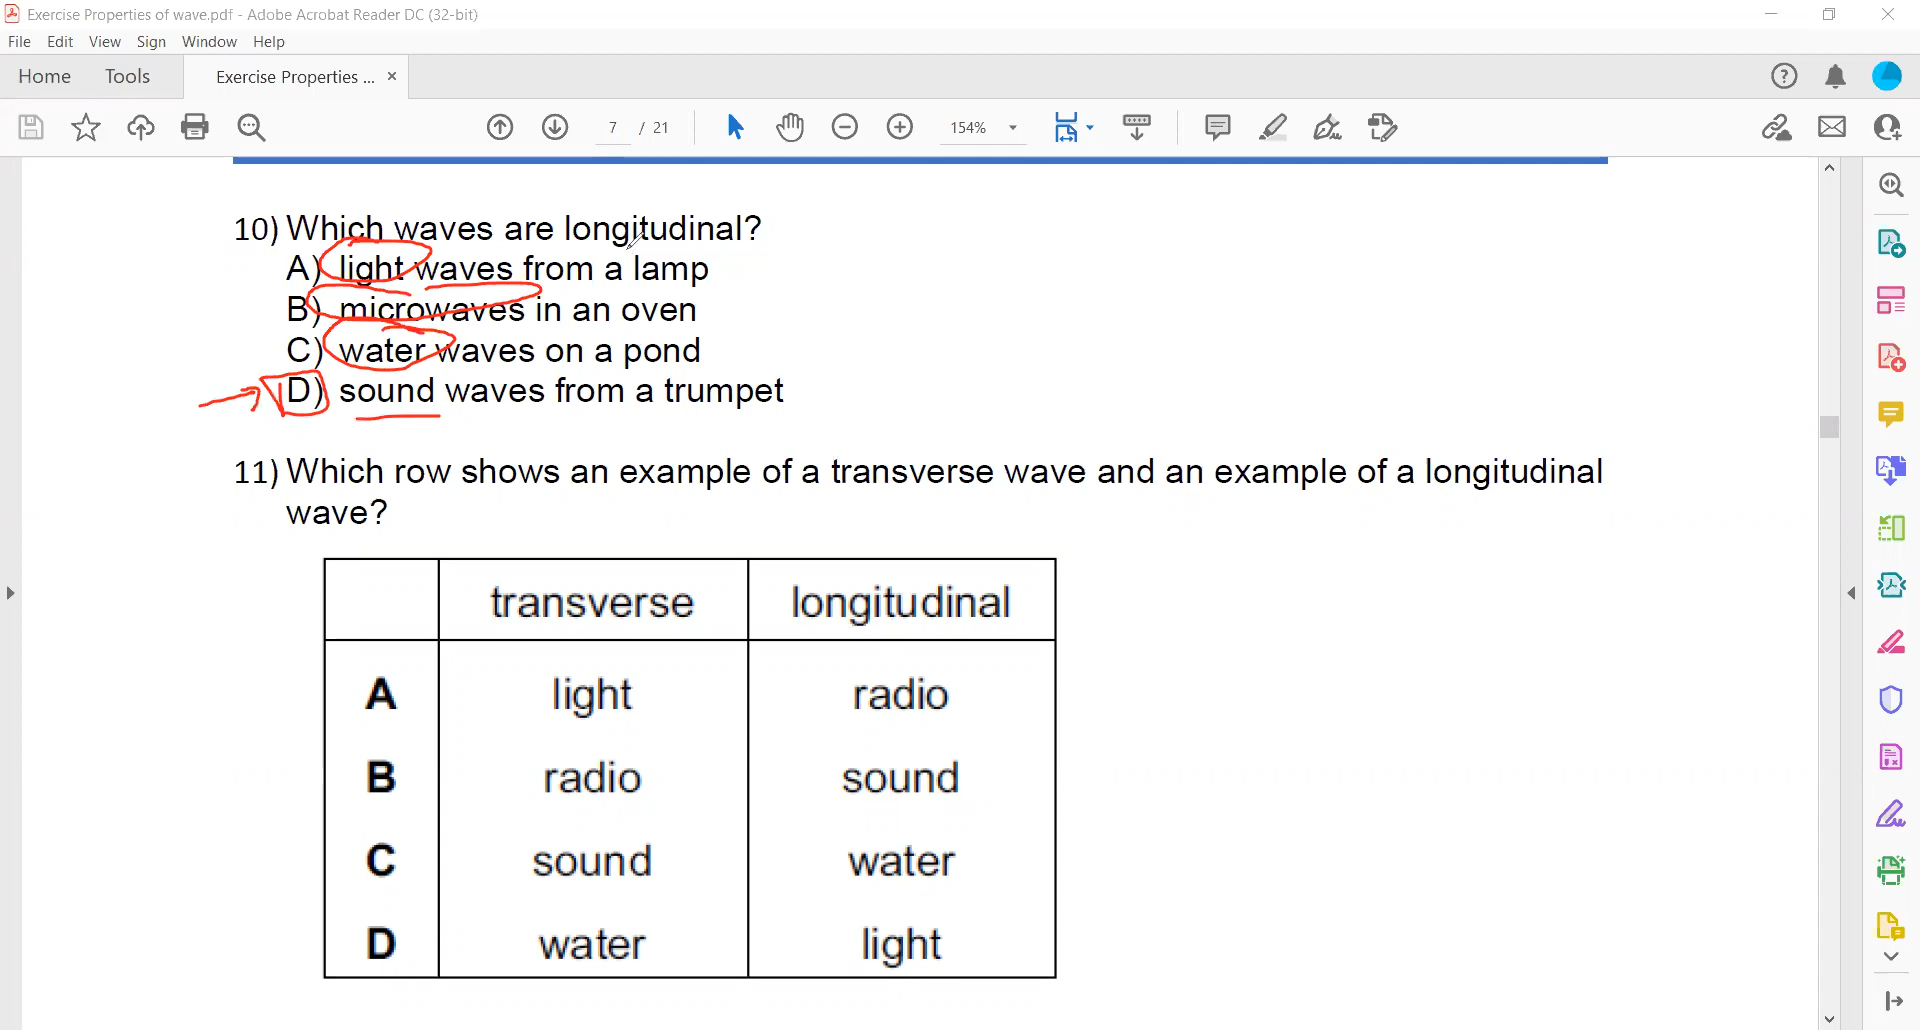 Exercise Properties of wave.pdf - Adobe Acrobat Reader DC (32-bit)
File Edit View Sign Window Help
Home Tools Exercise Properties ... ×
7 / 21 154%
10) Which waves are longitudinal?
A) light waves from a lamp
B) microwaves in an oven
C) water waves on a pond
D) sound waves from a trumpet
11) Which row shows an example of a transverse wave and an example of a longitudinal
wave?
transverse longitudinal
A light radio
B radio sound
C sound water
D water light